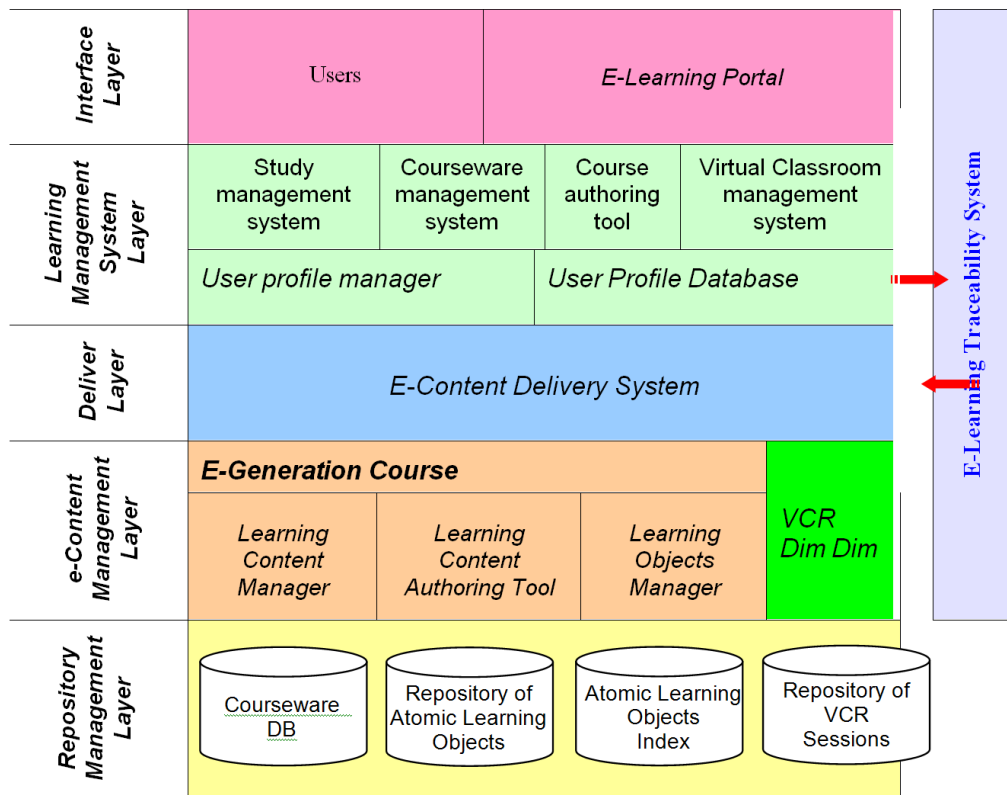 Interface
Layer
Users
E-Learning Portal
Learning
Management
System
Layer
Study
management
system
Courseware
management
system
Course
authoring
tool
Virtual Classroom
management
system
User profile manager
User Profile Database
Deliver
Layer
E-Content Delivery System
e-Content
Management
Layer
E-Generation Course
Learning
Content
Manager
Learning
Content
Authoring Tool
Learning
Objects
Manager
VCR
Dim Dim
Repository
Management
Layer
Courseware
DB
Repository of
Atomic Learning
Objects
Atomic Learning
Objects
Index
Repository of
VCR
Sessions
E-Learning Traceability System